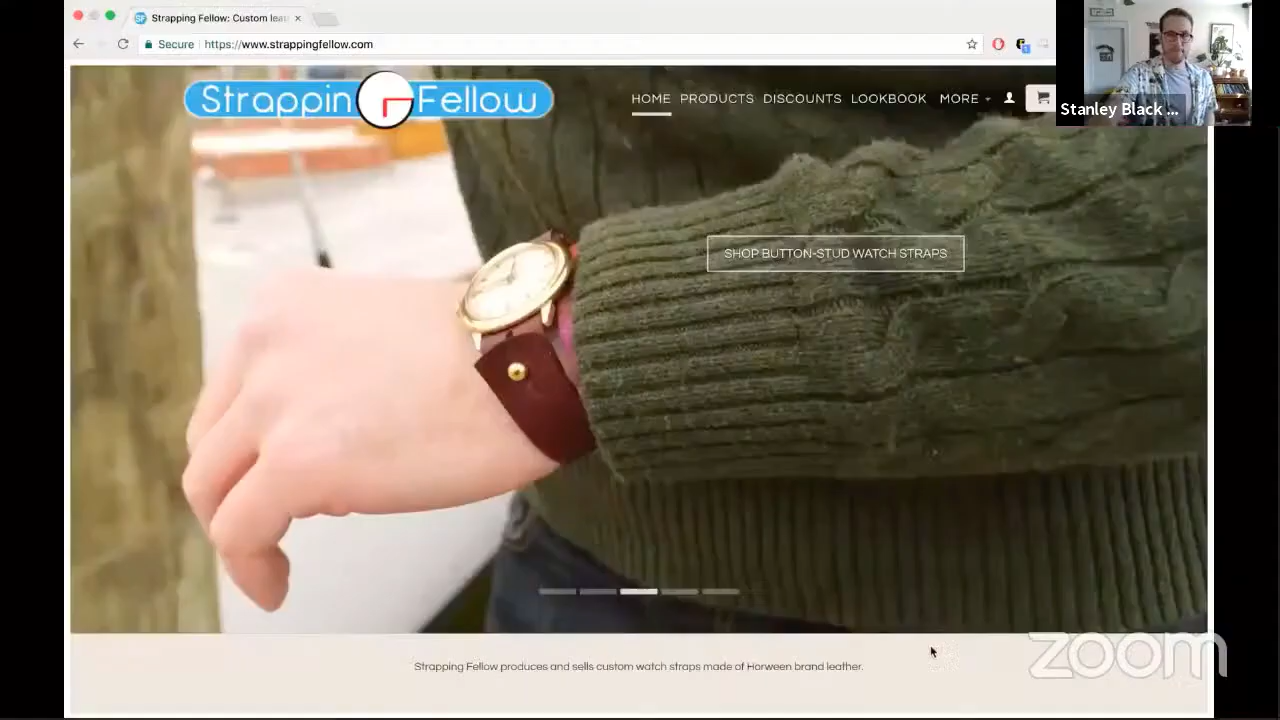 Strapping Fellow: Custom leat
Secure
https://www.strappingfellow.com
Strappin Fellow
HOME PRODUCTS DISCOUNTS LOOKBOOK MORE
Stanley Black ...
SHOP BUTTON-STUD WATCH STRAPS
Strapping Fellow produces and sells custom watch straps made of Horween brand leather.
zoom